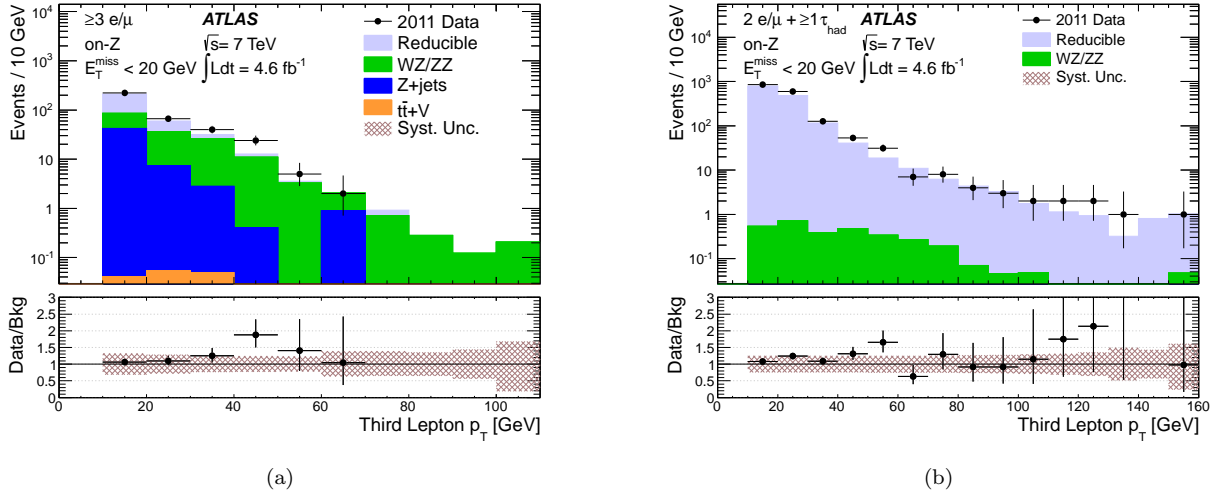 ≥3 e/μ ATLAS
on-Z √s= 7 TeV
E_T^miss < 20 GeV ∫Ldt = 4.6 fb⁻¹
2011 Data
Reducible
WZ/ZZ
Z+jets
tt̄+V
Syst. Unc.
Events / 10 GeV
10⁴
10³
10²
10
1
10⁻¹
Data/Bkg
3
2.5
2
1.5
1
0.5
0
0 20 40 60 80 100
Third Lepton p_T [GeV]
(a)
2 e/μ + ≥1 τ_had ATLAS
on-Z √s= 7 TeV
E_T^miss < 20 GeV ∫Ldt = 4.6 fb⁻¹
2011 Data
Reducible
WZ/ZZ
Syst. Unc.
Events / 10 GeV
10⁴
10³
10²
10
1
10⁻¹
Data/Bkg
3
2.5
2
1.5
1
0.5
0
0 20 40 60 80 100 120 140 160
Third Lepton p_T [GeV]
(b)